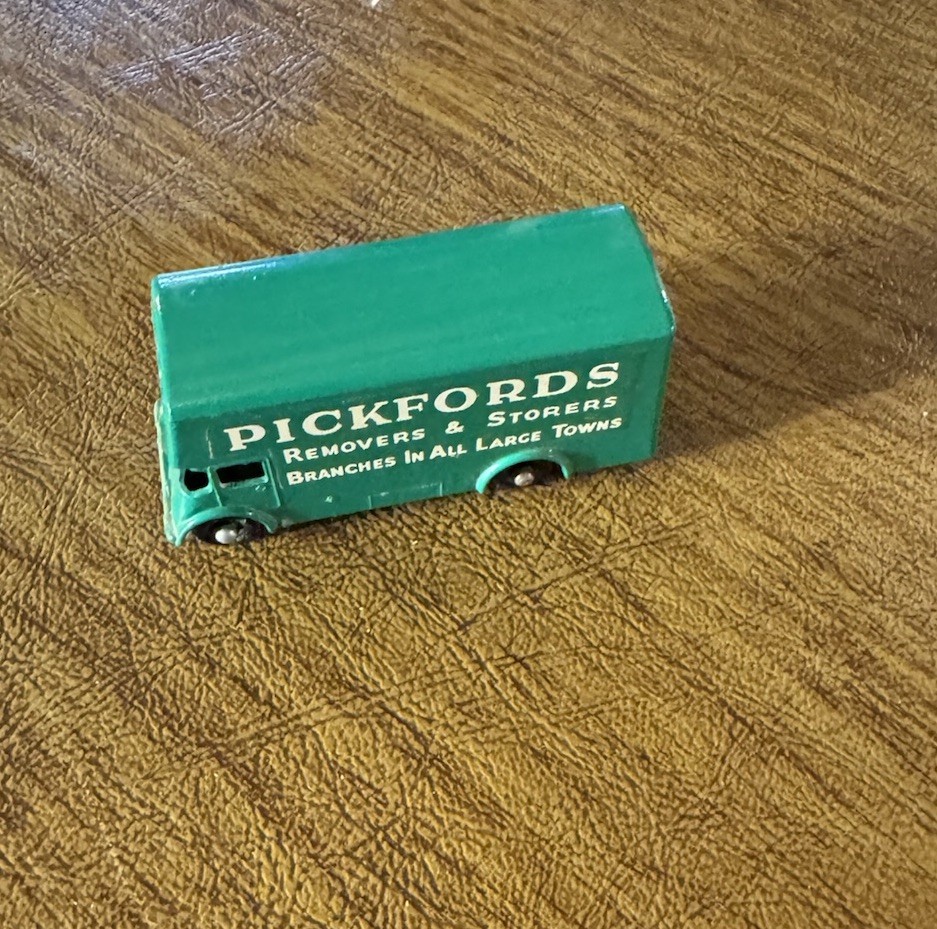 PICKFORDS
REMOVERS & STORERS
BRANCHES IN ALL LARGE TOWNS